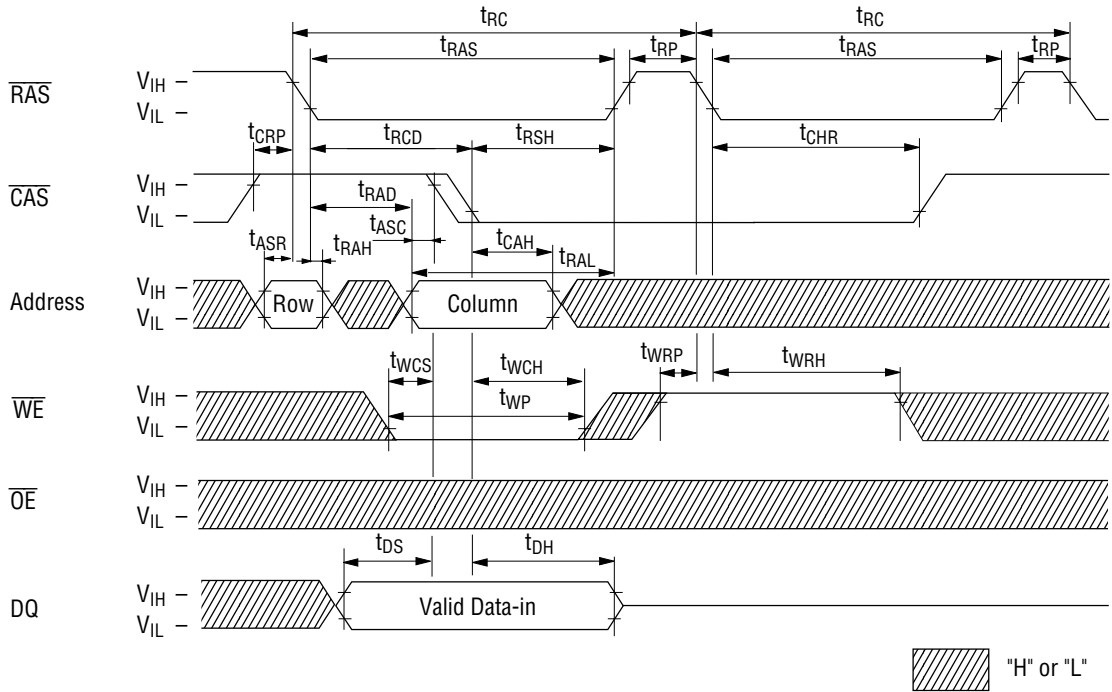 tRC tRC
tRAS tRP tRAS tRP
RAS VIH –
VIL –
tCRP tRCD tRSH tCHR
CAS VIH –
VIL –
tRAD
tASC
tASR tRAH tCAH
tRAL
Address VIH –
VIL –
Row Column
tWCS tWCH tWRP tWRH
tWP
WE VIH –
VIL –
OE VIH –
VIL –
tDS tDH
DQ VIH –
VIL –
Valid Data-in
"H" or "L"